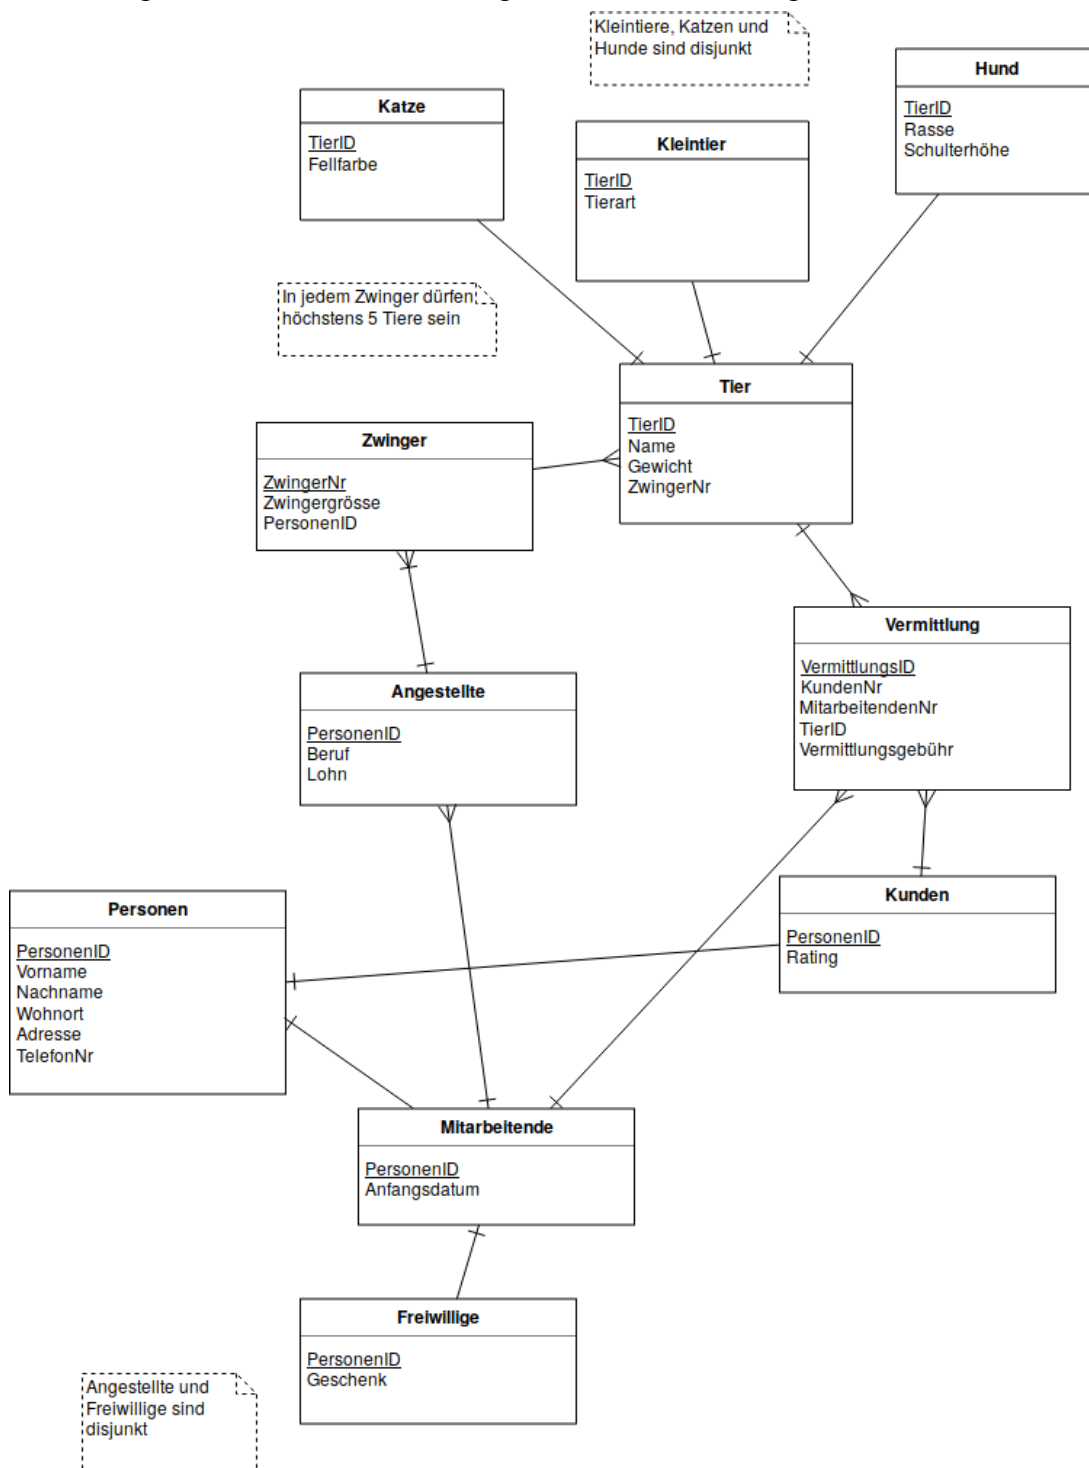 Kleintiere, Katzen und
Hunde sind disjunkt
Hund
TierID
Rasse
Schulterhöhe
Katze
TierID
Fellfarbe
Kleintier
TierID
Tierart
In jedem Zwinger dürfen
höchstens 5 Tiere sein
Tier
TierID
Name
Gewicht
ZwingerNr
Zwinger
ZwingerNr
Zwingergrösse
PersonenID
Vermittlung
VermittlungsID
KundenNr
MitarbeitendenNr
TierID
Vermittlungsgebühr
Angestellte
PersonenID
Beruf
Lohn
Personen
PersonenID
Vorname
Nachname
Wohnort
Adresse
TelefonNr
Kunden
PersonenID
Rating
Mitarbeitende
PersonenID
Anfangsdatum
Freiwillige
PersonenID
Geschenk
Angestellte und
Freiwillige sind
disjunkt